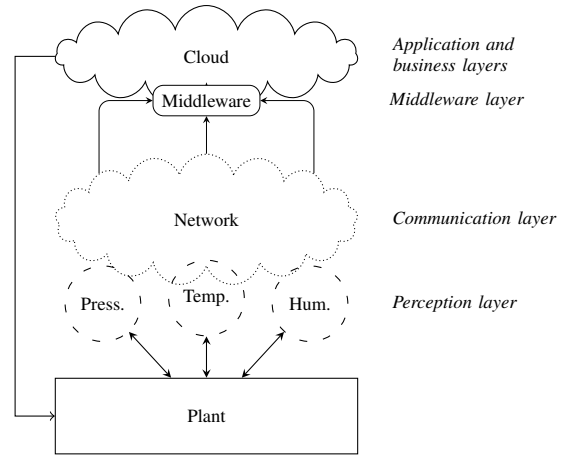 Cloud
Application and
business layers
Middleware
Middleware layer
Network
Communication layer
Press.
Temp.
Hum.
Perception layer
Plant